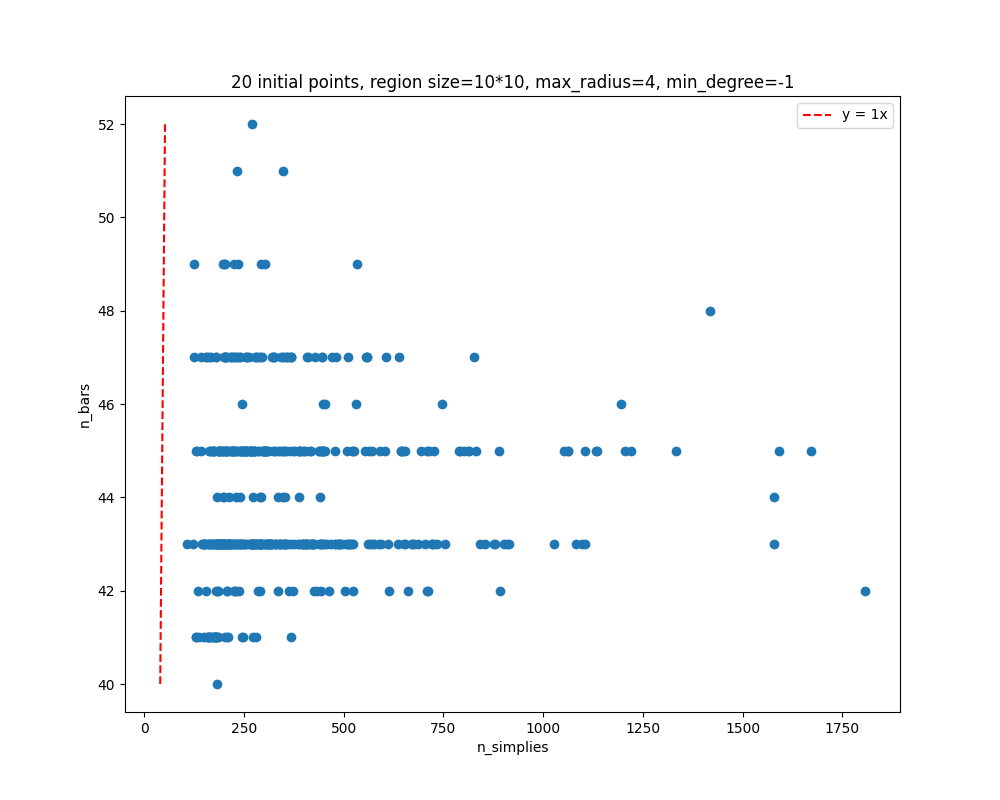 20 initial points, region size=10*10, max_radius=4, min_degree=-1
y = 1x
52
50
48
46
44
42
40
n_bars
0 250 500 750 1000 1250 1500 1750
n_simplies